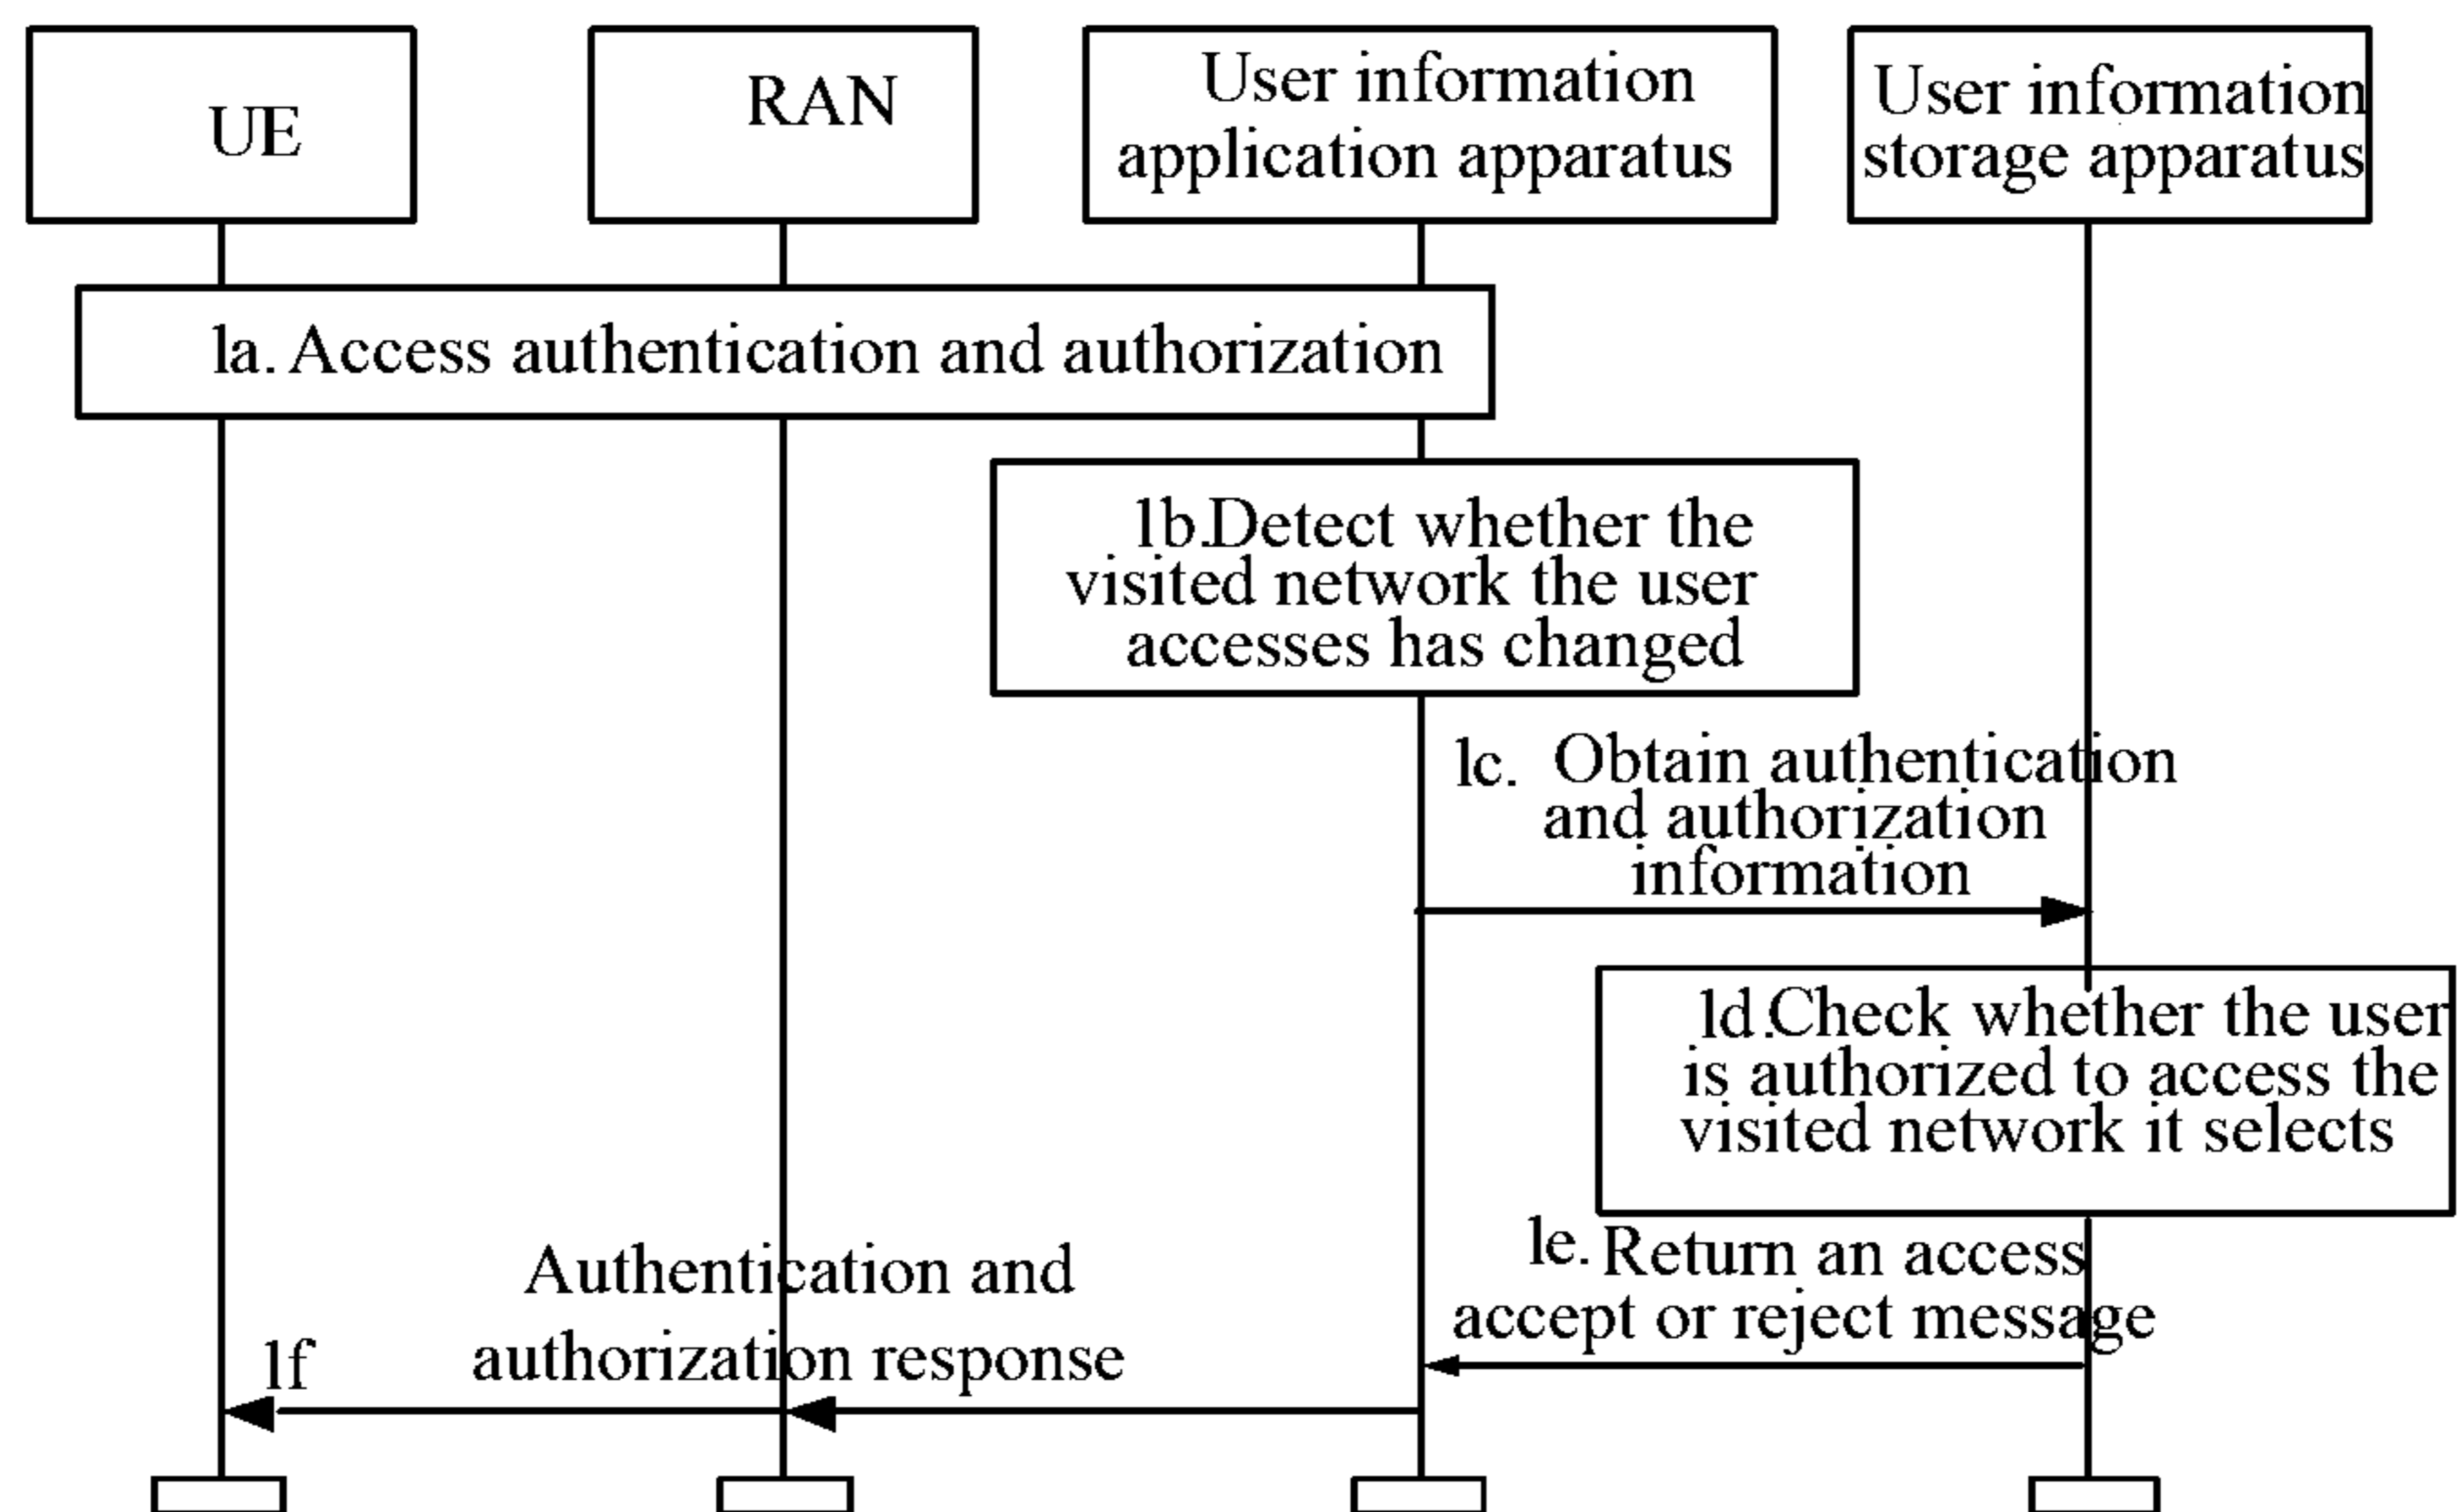 UE
RAN
User information
application apparatus
User information
storage apparatus
1a. Access authentication and authorization
1b.Detect whether the
visited network the user
accesses has changed
1c. Obtain authentication
and authorization
information
1d.Check whether the user
is authorized to access the
visited network it selects
1e. Return an access
accept or reject message
Authentication and
authorization response
1f